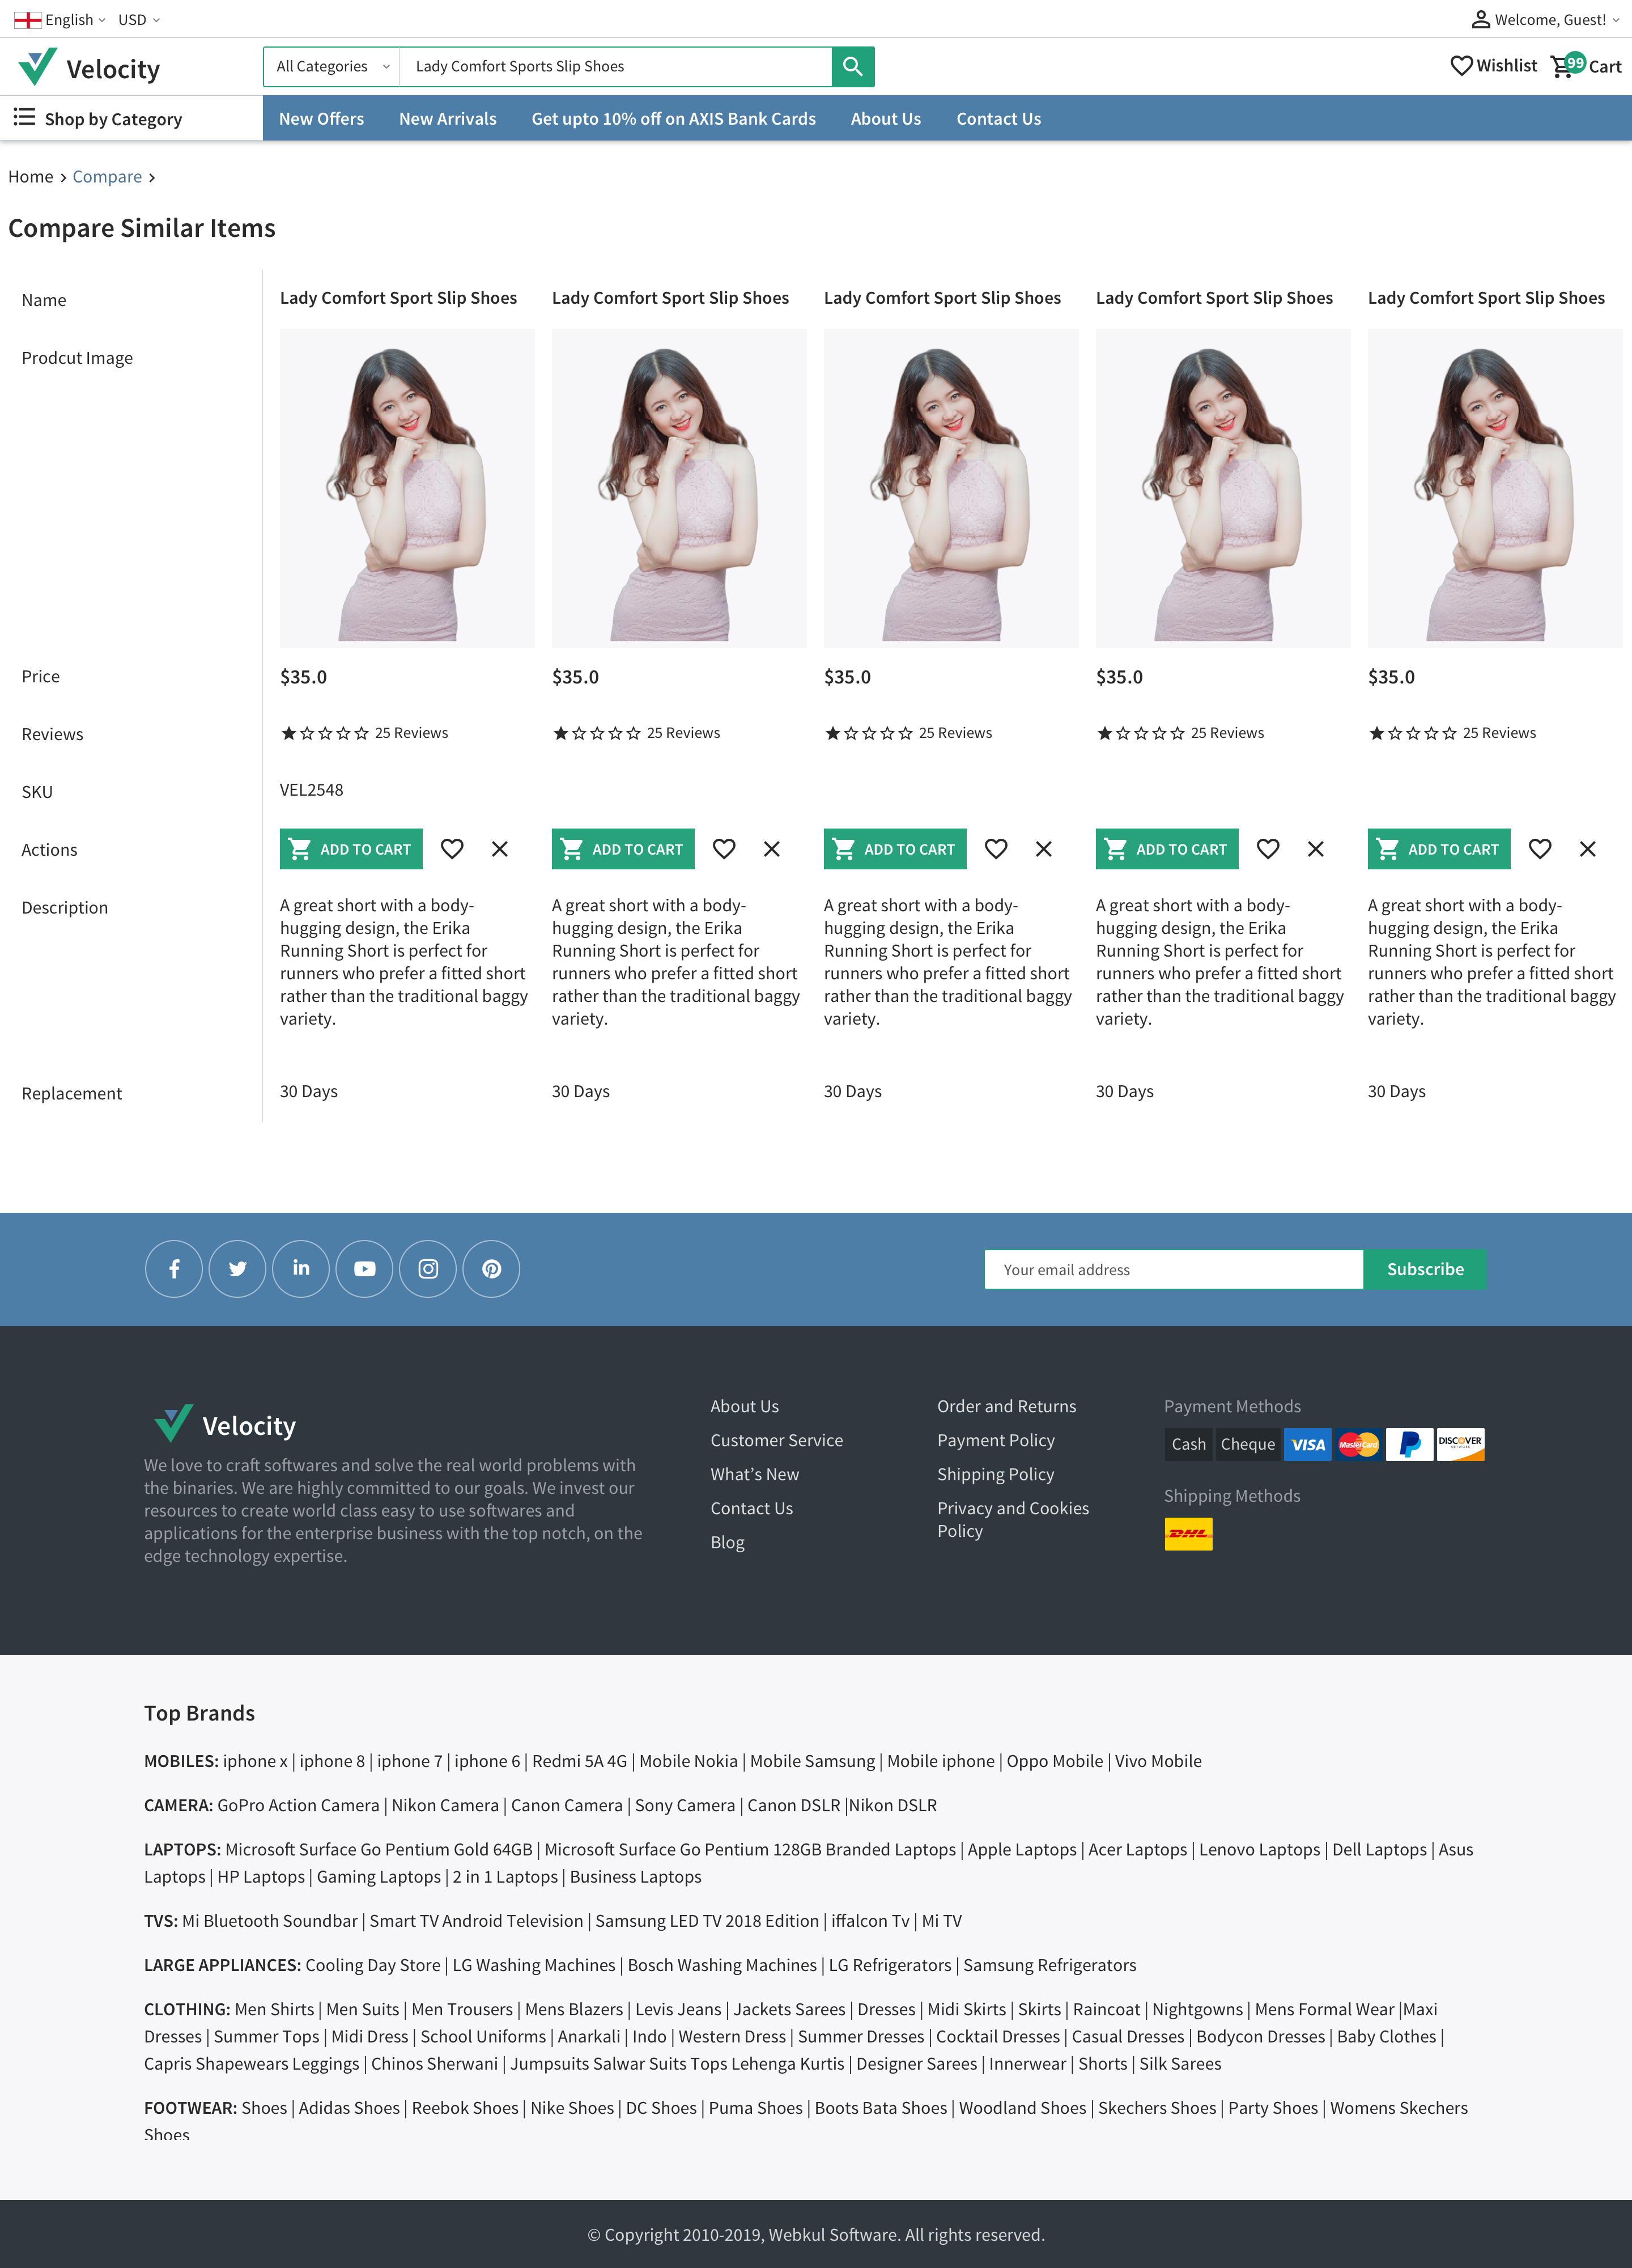 English USD Welcome, Guest!
Velocity All Categories Lady Comfort Sports Slip Shoes Wishlist 99 Cart
Shop by Category New Offers New Arrivals Get upto 10% off on AXIS Bank Cards About Us Contact Us
Home Compare
Compare Similar Items
Name Lady Comfort Sport Slip Shoes Lady Comfort Sport Slip Shoes Lady Comfort Sport Slip Shoes Lady Comfort Sport Slip Shoes Lady Comfort Sport Slip Shoes
Prodcut Image
Price $35.0 $35.0 $35.0 $35.0 $35.0
Reviews 25 Reviews 25 Reviews 25 Reviews 25 Reviews 25 Reviews
SKU VEL2548
Actions ADD TO CART ADD TO CART ADD TO CART ADD TO CART ADD TO CART
Description
A great short with a body-
hugging design, the Erika
Running Short is perfect for
runners who prefer a fitted short
rather than the traditional baggy
variety.
A great short with a body-
hugging design, the Erika
Running Short is perfect for
runners who prefer a fitted short
rather than the traditional baggy
variety.
A great short with a body-
hugging design, the Erika
Running Short is perfect for
runners who prefer a fitted short
rather than the traditional baggy
variety.
A great short with a body-
hugging design, the Erika
Running Short is perfect for
runners who prefer a fitted short
rather than the traditional baggy
variety.
A great short with a body-
hugging design, the Erika
Running Short is perfect for
runners who prefer a fitted short
rather than the traditional baggy
variety.
Replacement 30 Days 30 Days 30 Days 30 Days 30 Days
Your email address Subscribe
Velocity
We love to craft softwares and solve the real world problems with
the binaries. We are highly committed to our goals. We invest our
resources to create world class easy to use softwares and
applications for the enterprise business with the top notch, on the
edge technology expertise.
About Us
Customer Service
What’s New
Contact Us
Blog
Order and Returns
Payment Policy
Shipping Policy
Privacy and Cookies
Policy
Payment Methods
Cash Cheque VISA MasterCard DISCOVER NETWORK
Shipping Methods
DHL
Top Brands
MOBILES: iphone x | iphone 8 | iphone 7 | iphone 6 | Redmi 5A 4G | Mobile Nokia | Mobile Samsung | Mobile iphone | Oppo Mobile | Vivo Mobile
CAMERA: GoPro Action Camera | Nikon Camera | Canon Camera | Sony Camera | Canon DSLR |Nikon DSLR
LAPTOPS: Microsoft Surface Go Pentium Gold 64GB | Microsoft Surface Go Pentium 128GB Branded Laptops | Apple Laptops | Acer Laptops | Lenovo Laptops | Dell Laptops | Asus
Laptops | HP Laptops | Gaming Laptops | 2 in 1 Laptops | Business Laptops
TVS: Mi Bluetooth Soundbar | Smart TV Android Television | Samsung LED TV 2018 Edition | iffalcon Tv | Mi TV
LARGE APPLIANCES: Cooling Day Store | LG Washing Machines | Bosch Washing Machines | LG Refrigerators | Samsung Refrigerators
CLOTHING: Men Shirts | Men Suits | Men Trousers | Mens Blazers | Levis Jeans | Jackets Sarees | Dresses | Midi Skirts | Skirts | Raincoat | Nightgowns | Mens Formal Wear |Maxi
Dresses | Summer Tops | Midi Dress | School Uniforms | Anarkali | Indo | Western Dress | Summer Dresses | Cocktail Dresses | Casual Dresses | Bodycon Dresses | Baby Clothes |
Capris Shapewears Leggings | Chinos Sherwani | Jumpsuits Salwar Suits Tops Lehenga Kurtis | Designer Sarees | Innerwear | Shorts | Silk Sarees
FOOTWEAR: Shoes | Adidas Shoes | Reebok Shoes | Nike Shoes | DC Shoes | Puma Shoes | Boots Bata Shoes | Woodland Shoes | Skechers Shoes | Party Shoes | Womens Skechers
Shoes
© Copyright 2010-2019, Webkul Software. All rights reserved.